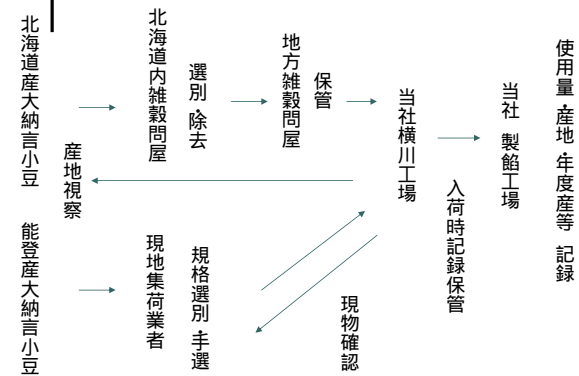 北海道産大納言小豆
北海道内雑穀問屋
選別・除去
地方雑穀問屋
保管
当社横川工場
当社 製餡工場
使用量・産地・年度産等 記録
産地視察
入荷時記録保管
能登産大納言小豆
現地集荷業者
規格選別・手選
現物確認